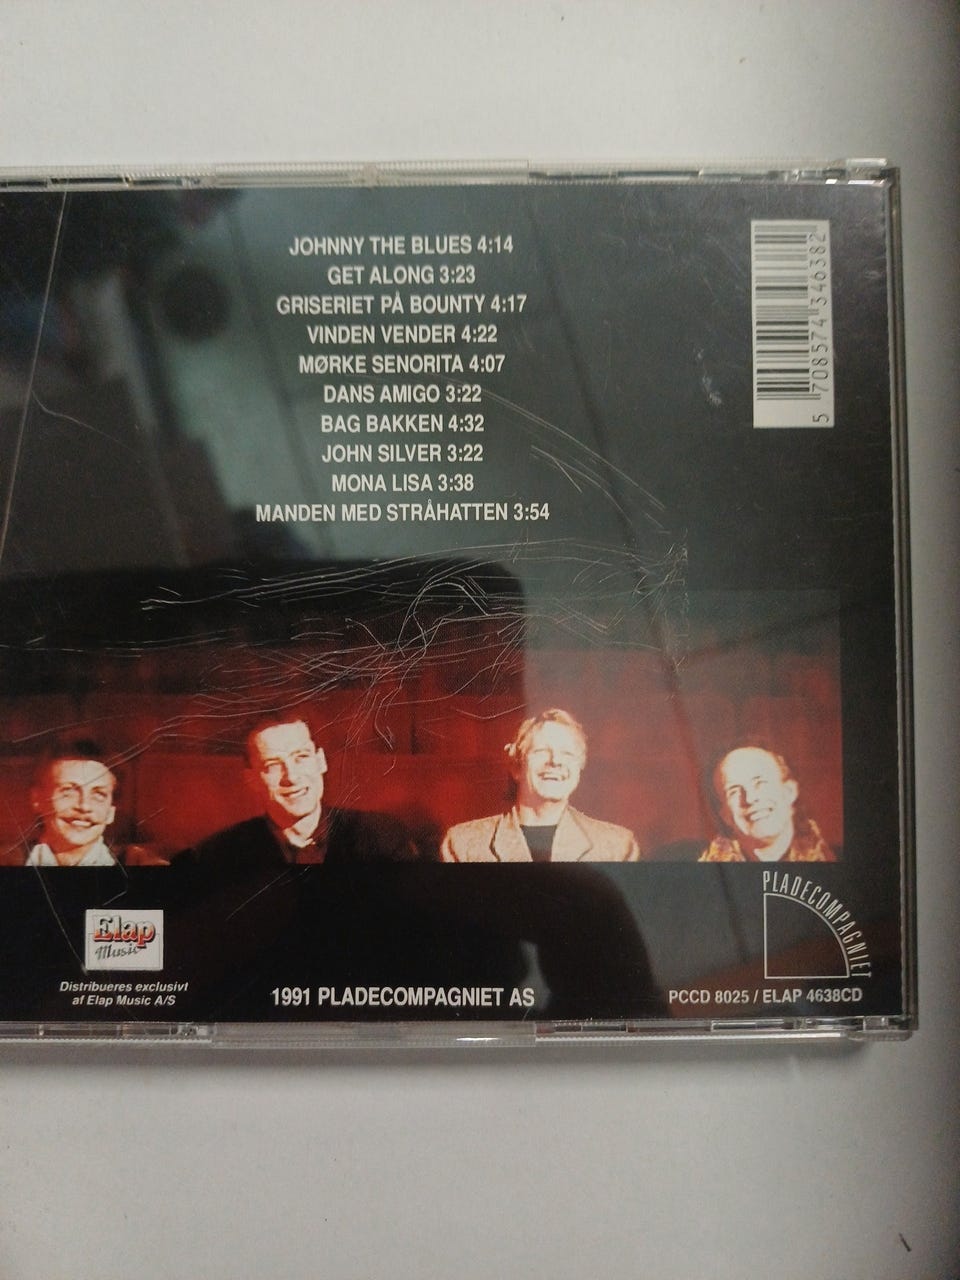 JOHNNY THE BLUES 4:14
GET ALONG 3:23
GRISERIET PÅ BOUNTY 4:17
VINDEN VENDER 4:22
MØRKE SENORITA 4:07
DANS AMIGO 3:22
BAG BAKKEN 4:32
JOHN SILVER 3:22
MONA LISA 3:38
MANDEN MED STRÅHATTEN 3:54
5 708574 346382
Elap
Music
Distribueres exclusivt
af Elap Music A/S
1991 PLADECOMPAGNIET AS
PLADECOMPAGNIET
PCCD 8025 / ELAP 4638CD